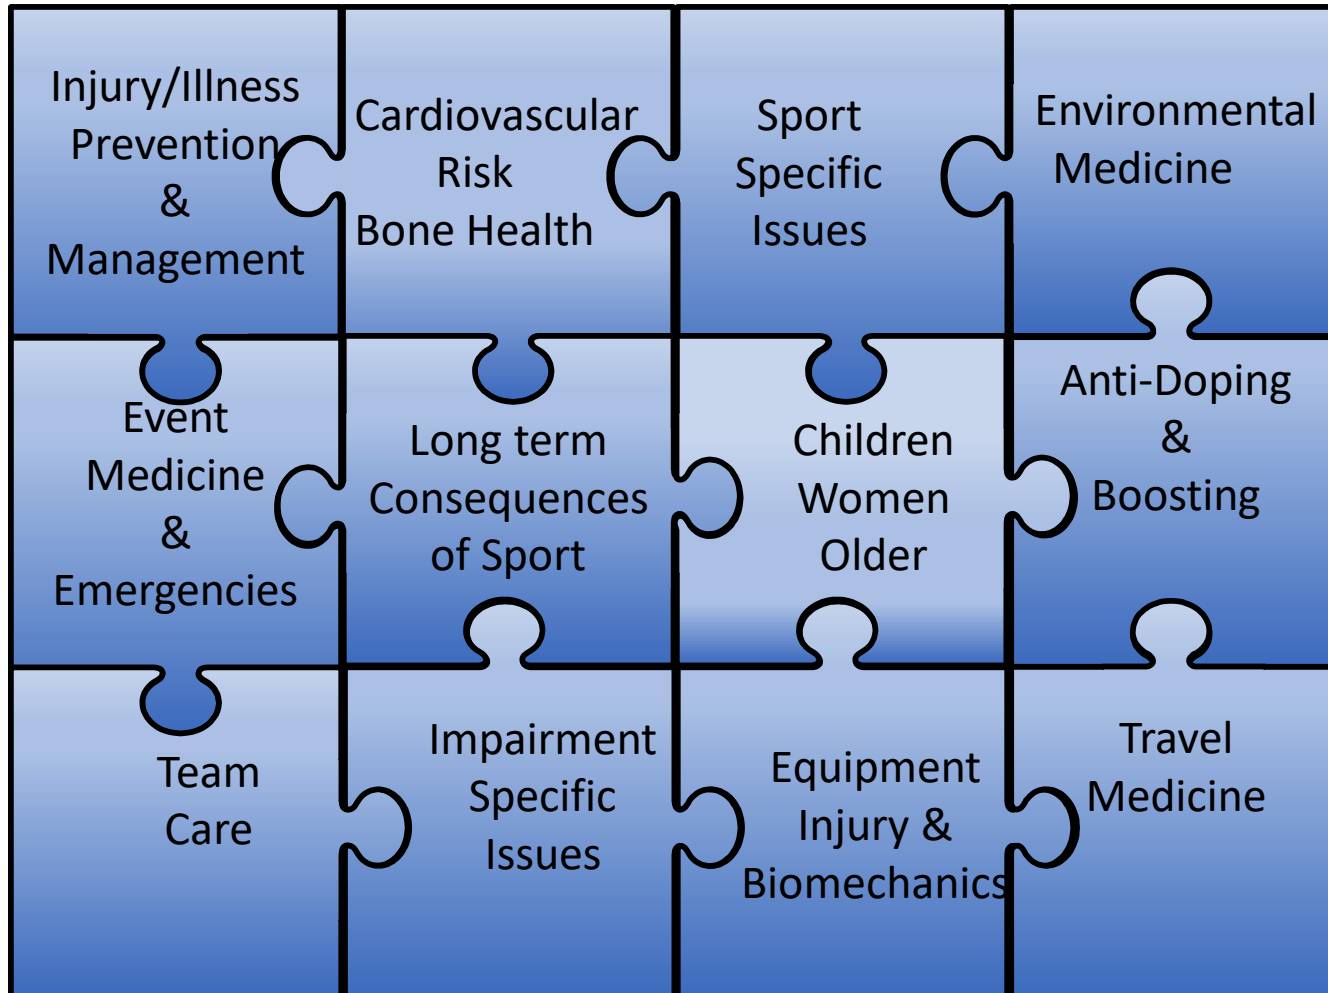 Injury/Illness
Prevention
&
Management
Cardiovascular
Risk
Bone Health
Sport
Specific
Issues
Environmental
Medicine
Event
Medicine
&
Emergencies
Long term
Consequences
of Sport
Children
Women
Older
Anti-Doping
&
Boosting
Team
Care
Impairment
Specific
Issues
Equipment
Injury &
Biomechanics
Travel
Medicine